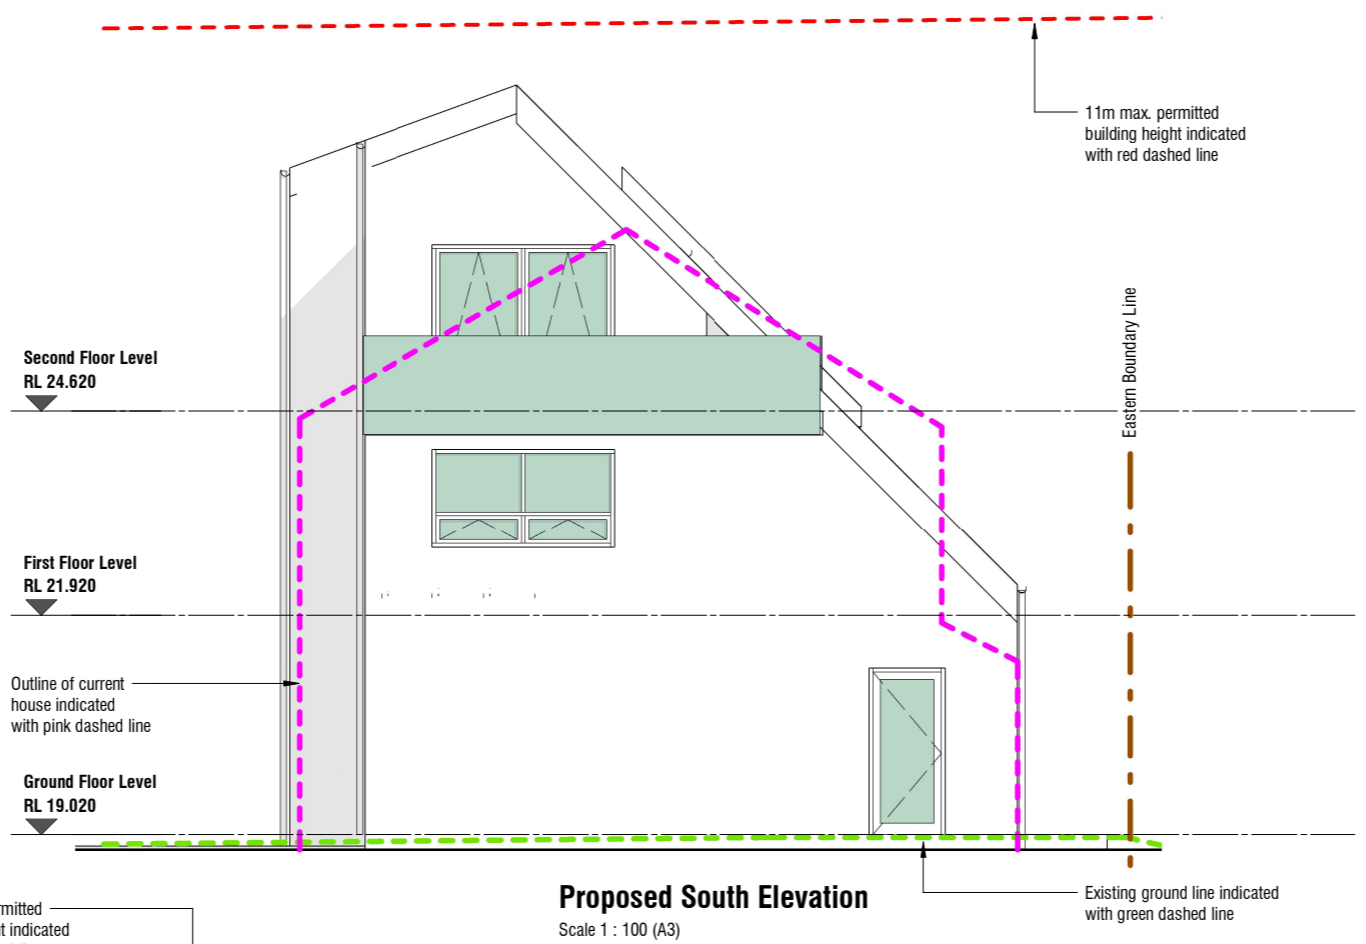 11m max. permitted
building height indicated
with red dashed line
Eastern Boundary Line
Second Floor Level
RL 24.620
First Floor Level
RL 21.920
Outline of current
house indicated
with pink dashed line
Ground Floor Level
RL 19.020
Proposed South Elevation
Scale 1 : 100 (A3)
Existing ground line indicated
with green dashed line
indicated